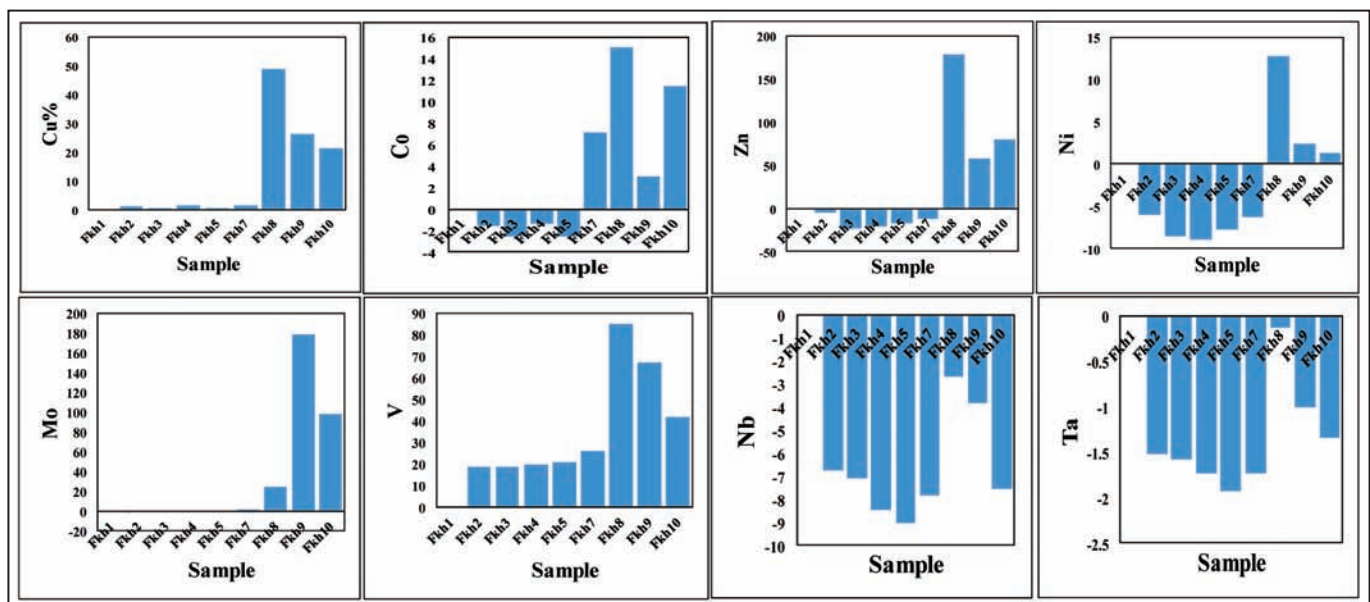 60
50
40
30
20
10
0
Cu%
Fkh1 Fkh2 Fkh3 Fkh4 Fkh5 Fkh7 Fkh8 Fkh9 Fkh10
Sample
16
14
12
10
8
6
4
2
0
-2
-4
Co
Fkh1 Fkh2 Fkh3 Fkh4 Fkh5 Fkh7 Fkh8 Fkh9 Fkh10
Sample
200
150
100
50
0
-50
Zn
Fkh1 Fkh2 Fkh3 Fkh4 Fkh5 Fkh7 Fkh8 Fkh9 Fkh10
Sample
15
10
5
0
-5
-10
Ni
Fkh1 Fkh2 Fkh3 Fkh4 Fkh5 Fkh7 Fkh8 Fkh9 Fkh10
Sample
200
180
160
140
120
100
80
60
40
20
0
-20
Mo
Fkh1 Fkh2 Fkh3 Fkh4 Fkh5 Fkh7 Fkh8 Fkh9 Fkh10
Sample
90
80
70
60
50
40
30
20
10
0
V
Fkh1 Fkh2 Fkh3 Fkh4 Fkh5 Fkh7 Fkh8 Fkh9 Fkh10
Sample
0
-1
-2
-3
-4
-5
-6
-7
-8
-9
-10
Nb
Fkh1 Fkh2 Fkh3 Fkh4 Fkh5 Fkh7 Fkh8 Fkh9 Fkh10
Sample
0
-0.5
-1
-1.5
-2
-2.5
Ta
Fkh1 Fkh2 Fkh3 Fkh4 Fkh5 Fkh7 Fkh8 Fkh9 Fkh10
Sample